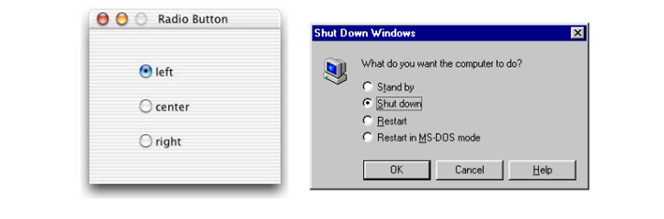 Radio Button
left
center
right
Shut Down Windows
What do you want the computer to do?
Stand by
Shut down
Restart
Restart in MS-DOS mode
OK Cancel Help